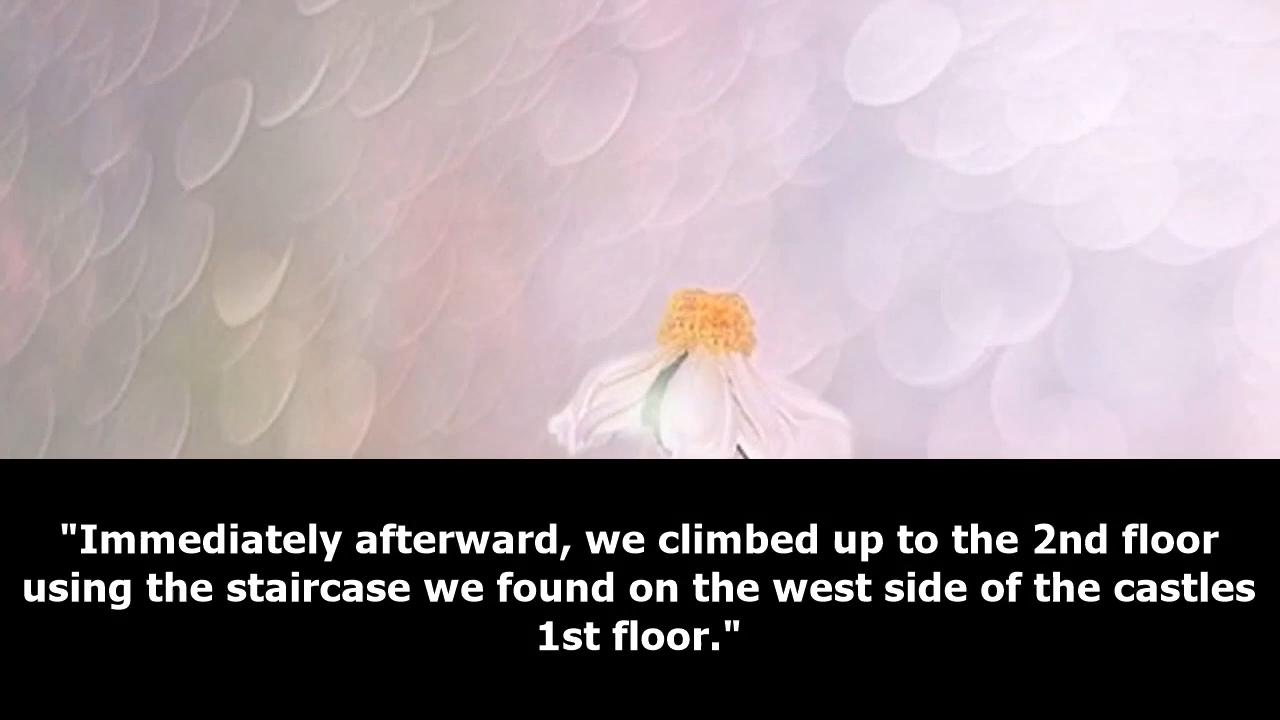 "Immediately afterward, we climbed up to the 2nd floor
using the staircase we found on the west side of the castles
1st floor."